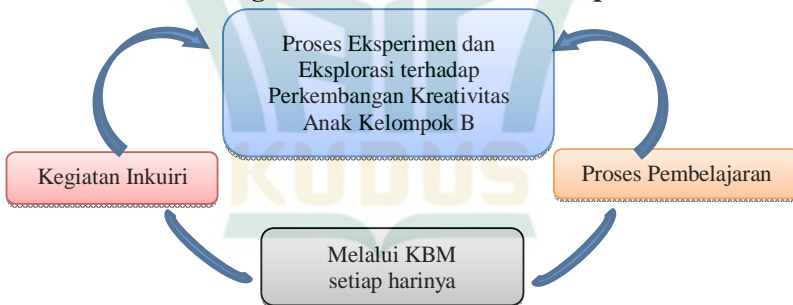 Proses Eksperimen dan
Eksplorasi terhadap
Perkembangan Kreativitas
Anak Kelompok B
Kegiatan Inkuiri
Proses Pembelajaran
KUDUS
Melalui KBM
setiap harinya